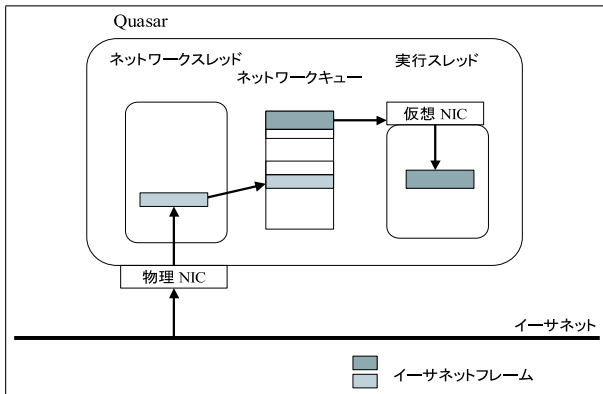 Quasar
ネットワークスレッド
ネットワークキュー
実行スレッド
仮想 NIC
物理 NIC
イーサネット
イーサネットフレーム